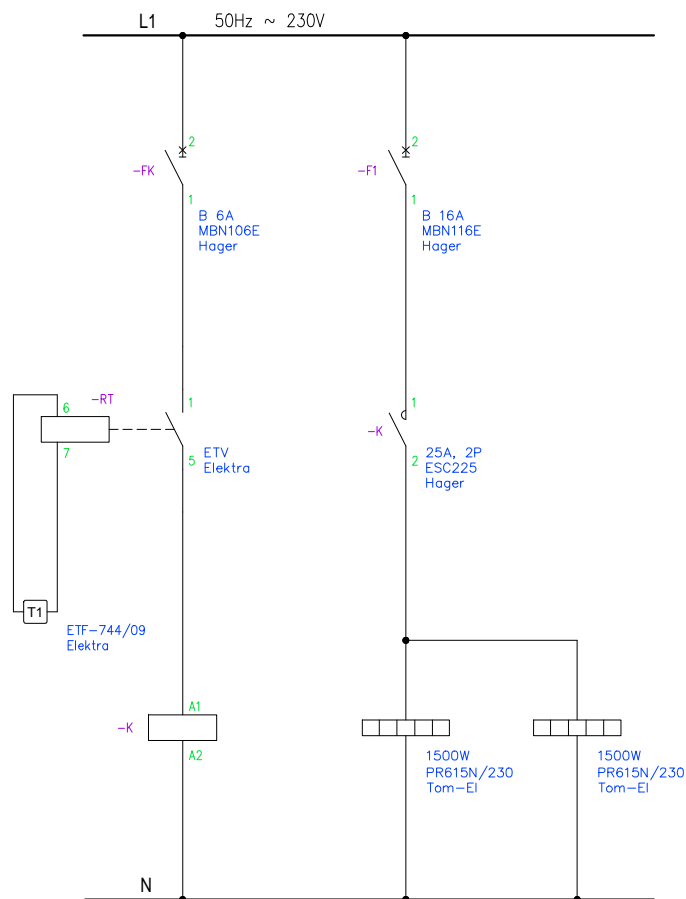 L1
50Hz ~ 230V
2
-FK
1
B 6A
MBN106E
Hager
2
-F1
1
B 16A
MBN116E
Hager
6
-RT
7
1
5
ETV
Elektra
1
-K
2
25A, 2P
ESC225
Hager
T1
ETF-744/09
Elektra
A1
-K
A2
1500W
PR615N/230
Tom-El
1500W
PR615N/230
Tom-El
N